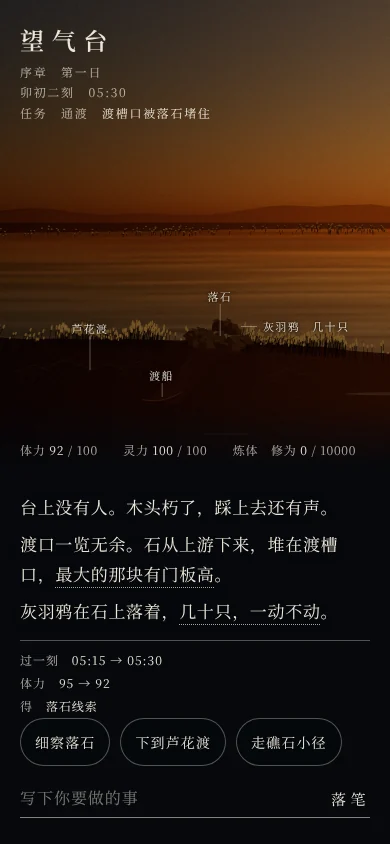 望气台
序章 第一日
卯初二刻 05:30
任务 通渡 渡槽口被落石堵住
落石
芦花渡
灰羽鸦 几十只
渡船
体力 92 / 100 灵力 100 / 100 炼体 修为 0 / 10000
台上没有人。木头朽了，踩上去还有声。
渡口一览无余。石从上游下来，堆在渡槽
口，最大的那块有门板高。
灰羽鸦在石上落着，几十只，一动不动。
过一刻 05:15 → 05:30
体力 95 → 92
得 落石线索
细察落石 下到芦花渡 走礁石小径
写下你要做的事 落笔